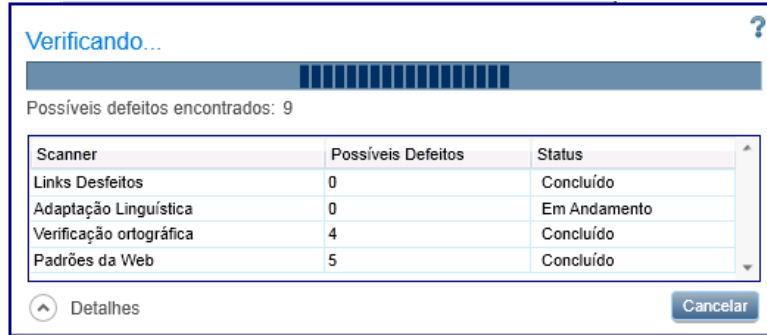 ?
Verificando...
Possíveis defeitos encontrados: 9
Scanner Possíveis Defeitos Status
Links Desfeitos 0 Concluído
Adaptação Linguística 0 Em Andamento
Verificação ortográfica 4 Concluído
Padrões da Web 5 Concluído
Detalhes Cancelar